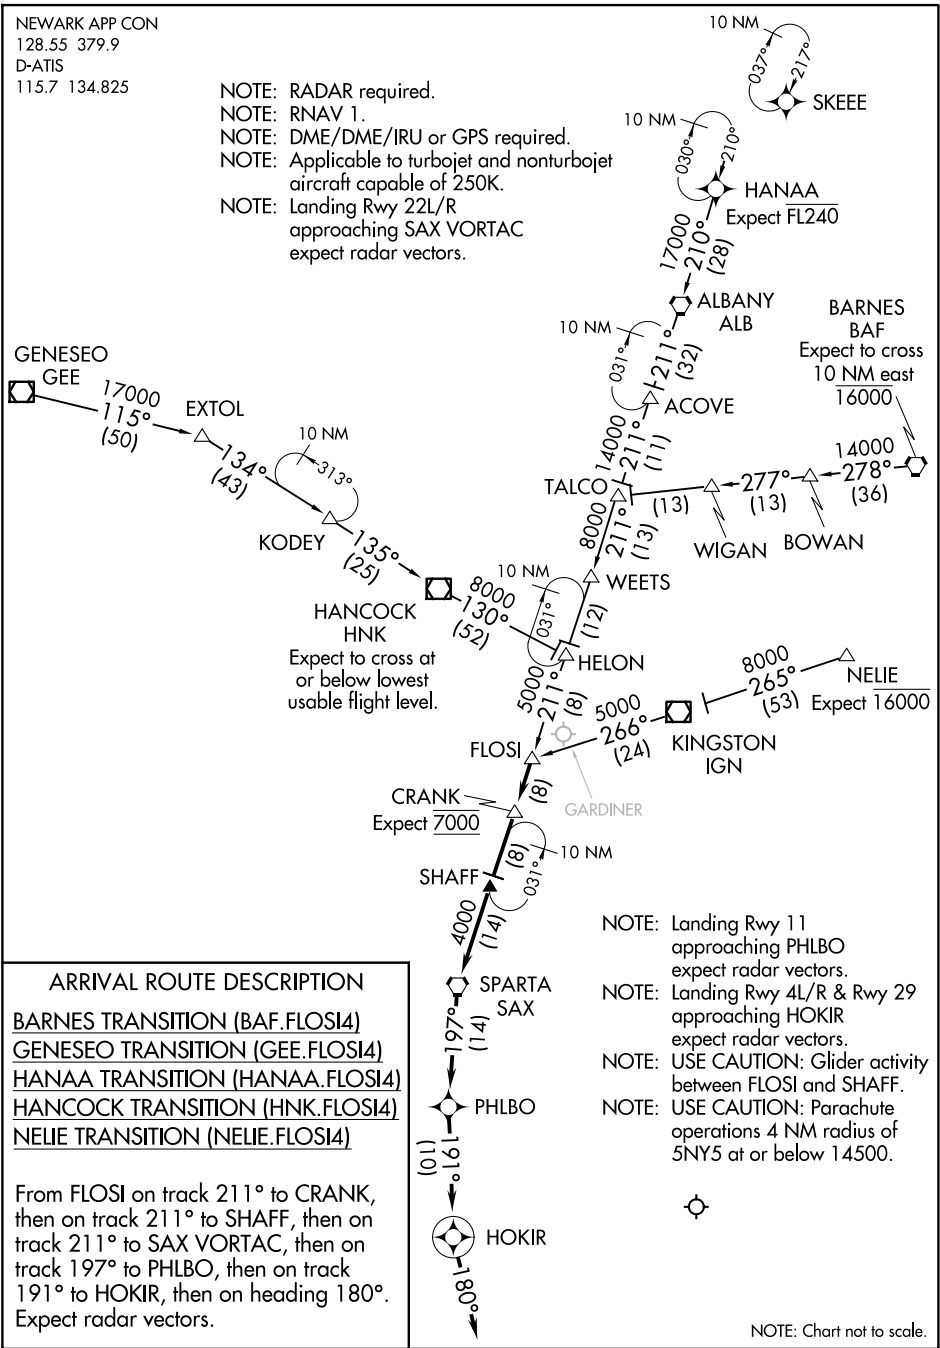 NEWARK APP CON
128.55 379.9
D-ATIS
115.7 134.825
NOTE: RADAR required.
NOTE: RNAV 1.
NOTE: DME/DME/IRU or GPS required.
NOTE: Applicable to turbojet and nonturbojet
aircraft capable of 250K.
NOTE: Landing Rwy 22L/R
approaching SAX VORTAC
expect radar vectors.
10 NM
037°
217°
SKEEE
10 NM
030°
210°
HANAA
Expect FL240
17000
210°
(28)
ALBANY
ALB
10 NM
031°
211°
(32)
ACOVE
BARNES
BAF
Expect to cross
10 NM east
16000
GENESEO
GEE
17000
115°
(50)
EXTOL
134°
(43)
10 NM
313°
KODEY
135°
(25)
14000
211°
(11)
TALCO
(13)
WIGAN
277°
(13)
BOWAN
14000
278°
(36)
8000
211°
(13)
WEETS
HANCOCK
HNK
Expect to cross at
or below lowest
usable flight level.
8000
130°
(52)
10 NM
031°
(12)
HELON
5000
211°
(8)
8000
265°
(53)
NELIE
Expect 16000
5000
266°
(24)
KINGSTON
IGN
FLOSI
GARDINER
(8)
CRANK
Expect 7000
(8)
031°
10 NM
SHAFF
4000
(14)
SPARTA
SAX
197°
(14)
PHLBO
191°
(10)
HOKIR
180°
NOTE: Landing Rwy 11
approaching PHLBO
expect radar vectors.
NOTE: Landing Rwy 4L/R & Rwy 29
approaching HOKIR
expect radar vectors.
NOTE: USE CAUTION: Glider activity
between FLOSI and SHAFF.
NOTE: USE CAUTION: Parachute
operations 4 NM radius of
5NY5 at or below 14500.
ARRIVAL ROUTE DESCRIPTION
BARNES TRANSITION (BAF.FLOSI4)
GENESEO TRANSITION (GEE.FLOSI4)
HANAA TRANSITION (HANAA.FLOSI4)
HANCOCK TRANSITION (HNK.FLOSI4)
NELIE TRANSITION (NELIE.FLOSI4)
From FLOSI on track 211° to CRANK,
then on track 211° to SHAFF, then on
track 211° to SAX VORTAC, then on
track 197° to PHLBO, then on track
191° to HOKIR, then on heading 180°.
Expect radar vectors.
NOTE: Chart not to scale.